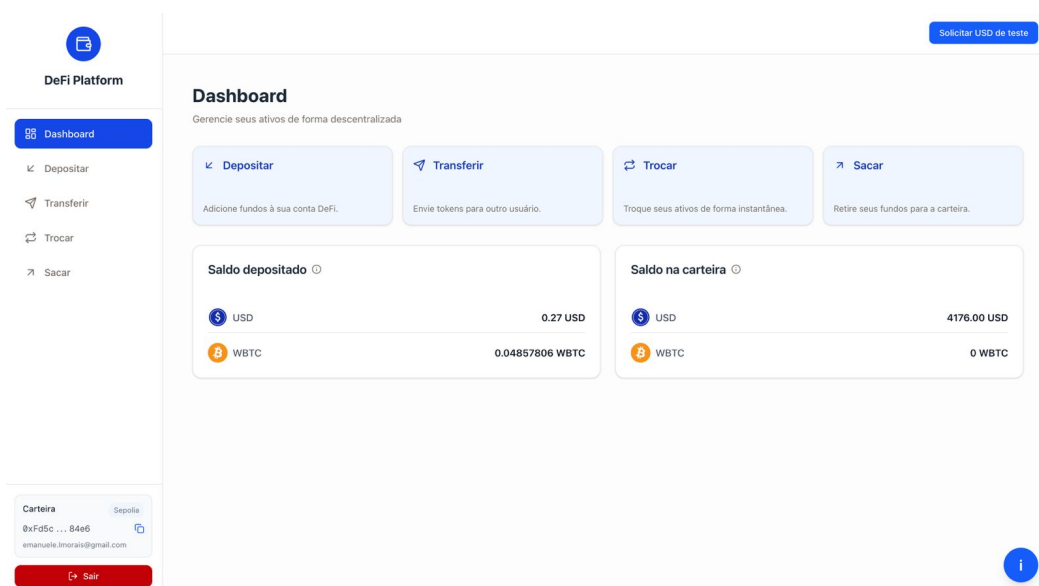 Solicitar USD de teste
DeFi Platform
Dashboard
Depositar
Transferir
Trocar
Sacar
Dashboard
Gerencie seus ativos de forma descentralizada
Depositar
Adicione fundos à sua conta DeFi.
Transferir
Envie tokens para outro usuário.
Trocar
Troque seus ativos de forma instantânea.
Sacar
Retire seus fundos para a carteira.
Saldo depositado
USD 0.27 USD
WBTC 0.04857806 WBTC
Saldo na carteira
USD 4176.00 USD
WBTC 0 WBTC
Carteira Sepolia
0xFd5c ... 84e6
emanuele.lmorais@gmail.com
Sair
i